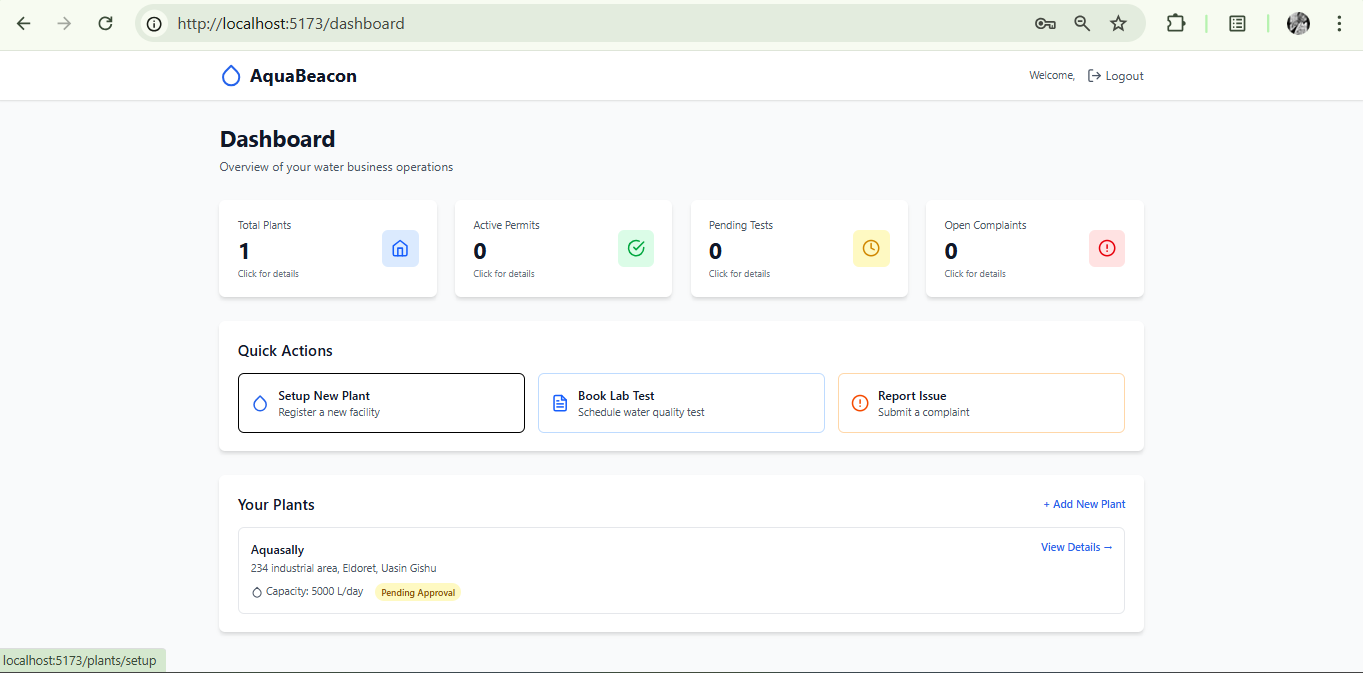 http://localhost:5173/dashboard
AquaBeacon
Welcome, Logout
Dashboard
Overview of your water business operations
Total Plants
1
Click for details
Active Permits
0
Click for details
Pending Tests
0
Click for details
Open Complaints
0
Click for details
Quick Actions
Setup New Plant
Register a new facility
Book Lab Test
Schedule water quality test
Report Issue
Submit a complaint
Your Plants
+ Add New Plant
Aquasally
View Details →
234 industrial area, Eldoret, Uasin Gishu
Capacity: 5000 L/day Pending Approval
localhost:5173/plants/setup